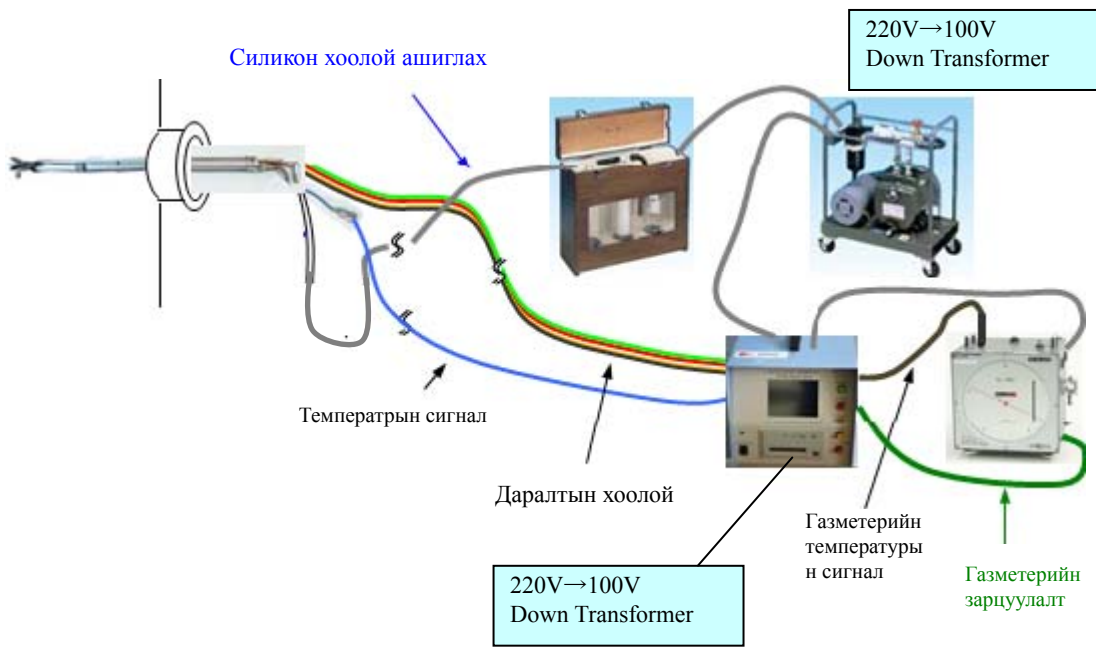 220V→100V
Down Transformer
Силикон хоолой ашиглах
Температрын сигнал
Даралтын хоолой
Газметерийн
температуры
н сигнал
Газметерийн
зарцуулалт
220V→100V
Down Transformer